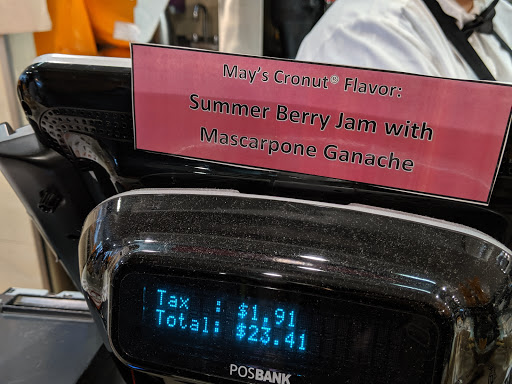 May's Cronut® Flavor:
Summer Berry Jam with
Mascarpone Ganache
Tax : $1.91
Total: $23.41
POSBANK